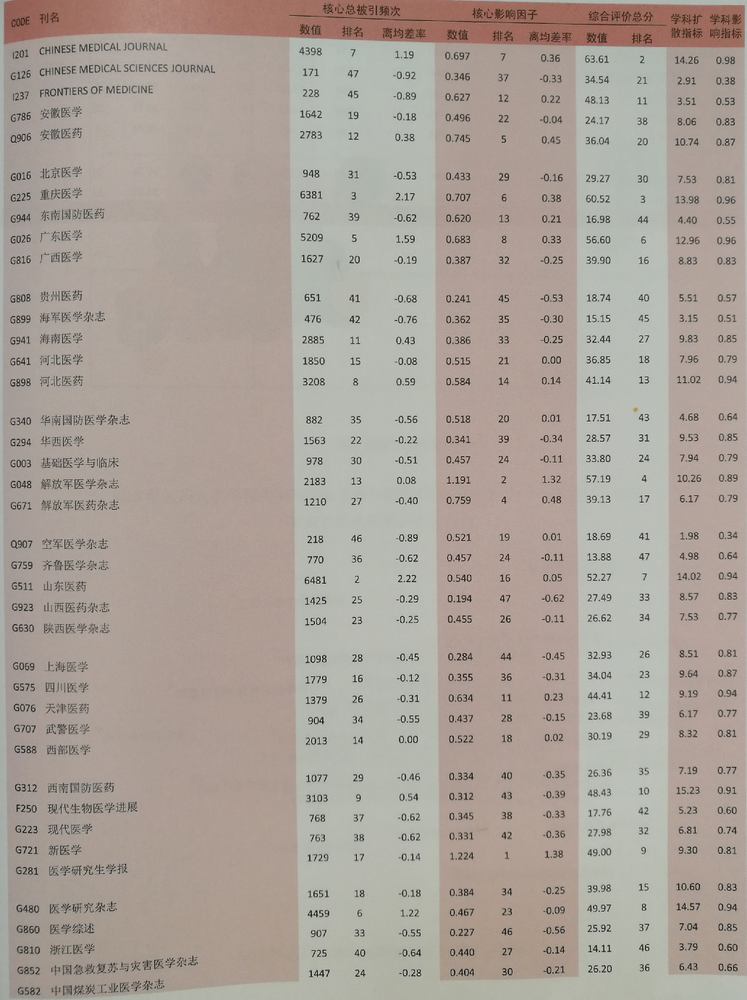 CODE 刊名 核心总被引频次 核心影响因子 综合评价总分 学科扩散指标 学科影响指标
数值 排名 离均差率 数值 排名 离均差率 数值 排名
I201 CHINESE MEDICAL JOURNAL 4398 7 1.19 0.697 7 0.36 63.61 2 14.26 0.98
G126 CHINESE MEDICAL SCIENCES JOURNAL 171 47 -0.92 0.346 37 -0.33 34.54 21 2.91 0.38
I237 FRONTIERS OF MEDICINE 228 45 -0.89 0.627 12 0.22 48.13 11 3.51 0.53
G786 安徽医学 1642 19 -0.18 0.496 22 -0.04 24.17 38 8.06 0.83
Q906 安徽医药 2783 12 0.38 0.745 5 0.45 36.04 20 10.74 0.87
G016 北京医学 948 31 -0.53 0.433 29 -0.16 29.27 30 7.53 0.81
G225 重庆医学 6381 3 2.17 0.707 6 0.38 60.52 3 13.98 0.96
G944 东南国防医药 762 39 -0.62 0.620 13 0.21 16.98 44 4.40 0.55
G026 广东医学 5209 5 1.59 0.683 8 0.33 56.60 6 12.96 0.96
G816 广西医学 1627 20 -0.19 0.387 32 -0.25 39.90 16 8.83 0.83
G808 贵州医药 651 41 -0.68 0.241 45 -0.53 18.74 40 5.51 0.57
G899 海军医学杂志 476 42 -0.76 0.362 35 -0.30 15.15 45 3.15 0.51
G941 海南医学 2885 11 0.43 0.386 33 -0.25 32.44 27 9.83 0.85
G641 河北医学 1850 15 -0.08 0.515 21 0.00 36.85 18 7.96 0.79
G898 河北医药 3208 8 0.59 0.584 14 0.14 41.14 13 11.02 0.94
G340 华南国防医学杂志 882 35 -0.56 0.518 20 0.01 17.51 43 4.68 0.64
G294 华西医学 1563 22 -0.22 0.341 39 -0.34 28.57 31 9.53 0.85
G003 基础医学与临床 978 30 -0.51 0.457 24 -0.11 33.80 24 7.94 0.79
G048 解放军医学杂志 2183 13 0.08 1.191 2 1.32 57.19 4 10.26 0.89
G671 解放军医药杂志 1210 27 -0.40 0.759 4 0.48 39.13 17 6.17 0.79
Q907 空军医学杂志 218 46 -0.89 0.521 19 0.01 18.69 41 1.98 0.34
G759 齐鲁医学杂志 770 36 -0.62 0.457 24 -0.11 13.88 47 4.98 0.64
G511 山东医药 6481 2 2.22 0.540 16 0.05 52.27 7 14.02 0.94
G923 山西医药杂志 1425 25 -0.29 0.194 47 -0.62 27.49 33 8.57 0.83
G630 陕西医学杂志 1504 23 -0.25 0.455 26 -0.11 26.62 34 7.53 0.77
G069 上海医学 1098 28 -0.45 0.284 44 -0.45 32.93 26 8.51 0.81
G575 四川医学 1779 16 -0.12 0.355 36 -0.31 34.04 23 9.64 0.87
G076 天津医药 1379 26 -0.31 0.634 11 0.23 44.41 12 9.19 0.94
G707 武警医学 904 34 -0.55 0.437 28 -0.15 23.68 39 6.17 0.77
G588 西部医学 2013 14 0.00 0.522 18 0.02 30.19 29 8.32 0.81
G312 西南国防医药 1077 29 -0.46 0.334 40 -0.35 26.36 35 7.19 0.77
F250 现代生物医学进展 3103 9 0.54 0.312 43 -0.39 48.43 10 15.23 0.91
G223 现代医学 768 37 -0.62 0.345 38 -0.33 17.76 42 5.23 0.60
G721 新医学 763 38 -0.62 0.331 42 -0.36 27.98 32 6.81 0.74
G281 医学研究生学报 1729 17 -0.14 1.224 1 1.38 49.00 9 9.30 0.81
G480 医学研究杂志 1651 18 -0.18 0.384 34 -0.25 39.98 15 10.60 0.83
G860 医学综述 4459 6 1.22 0.467 23 -0.09 49.97 8 14.57 0.94
G810 浙江医学 907 33 -0.55 0.227 46 -0.56 25.92 37 7.04 0.85
G852 中国急救复苏与灾害医学杂志 725 40 -0.64 0.440 27 -0.14 14.11 46 3.79 0.60
G582 中国煤炭工业医学杂志 1447 24 -0.28 0.404 30 -0.21 26.20 36 6.43 0.66